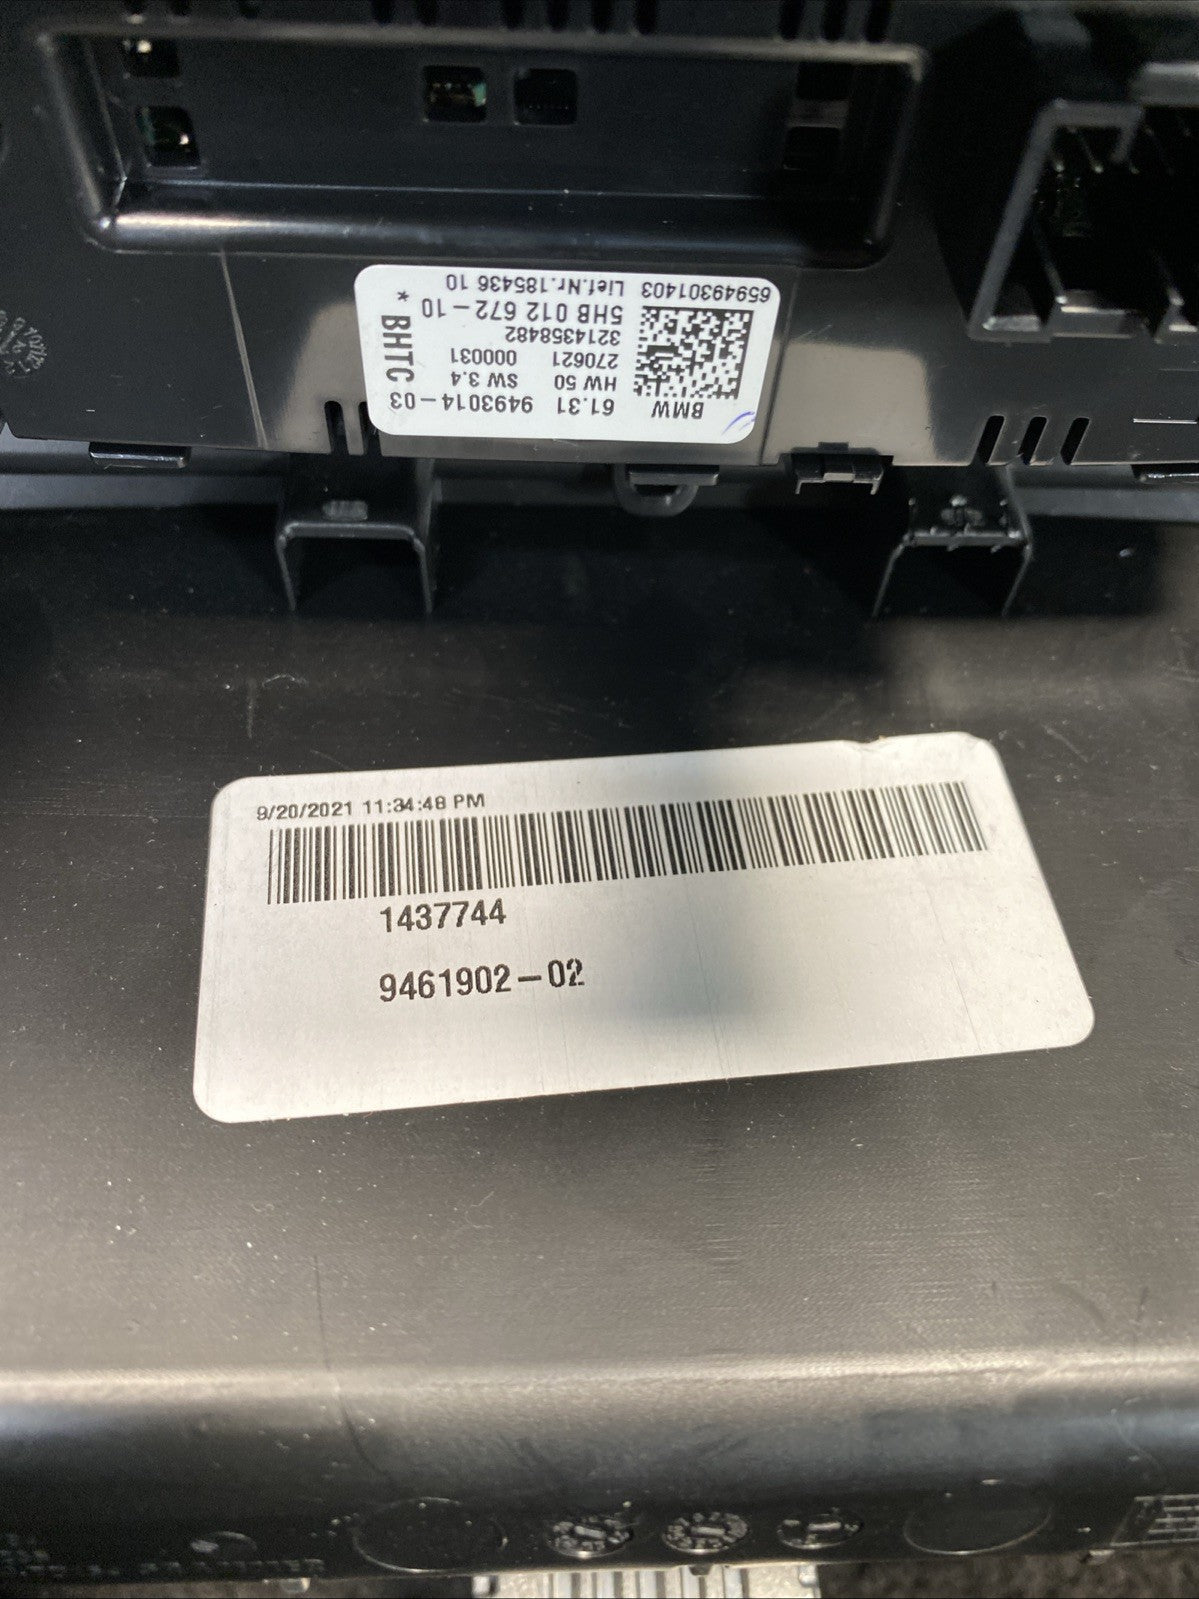 BMW 61.31 9493014-03
HW 50 SW 3.4
270621 000031
3214358482
5HB 012 672-10
65949301403 Lief.Nr.185436 10
* BHTC
9/20/2021 11:34:48 PM
1437744
9461902-02